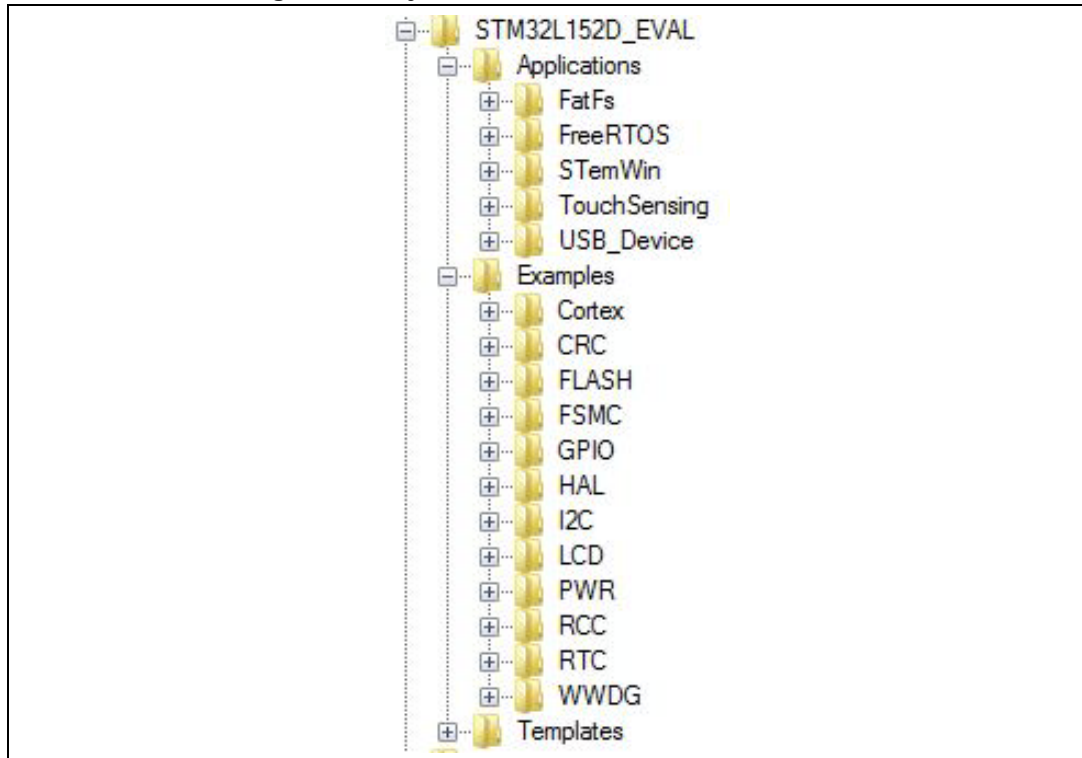 STM32L152D_EVAL
Applications
FatFs
FreeRTOS
STemWin
TouchSensing
USB_Device
Examples
Cortex
CRC
FLASH
FSMC
GPIO
HAL
I2C
LCD
PWR
RCC
RTC
WWDG
Templates